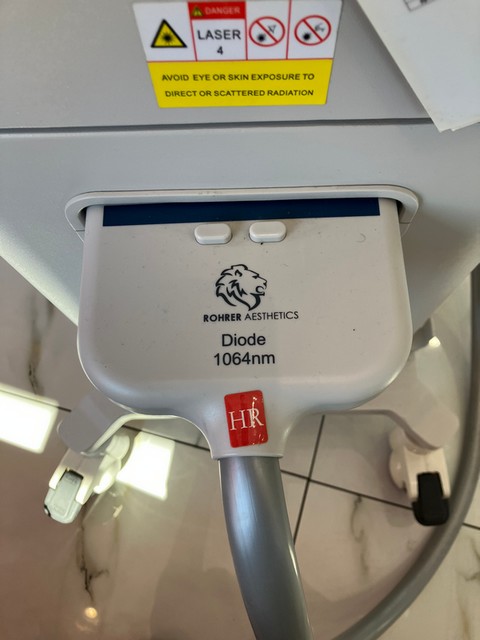 DANGER
LASER
4
AVOID EYE OR SKIN EXPOSURE TO
DIRECT OR SCATTERED RADIATION
ROHRER AESTHETICS
Diode
1064nm
HR